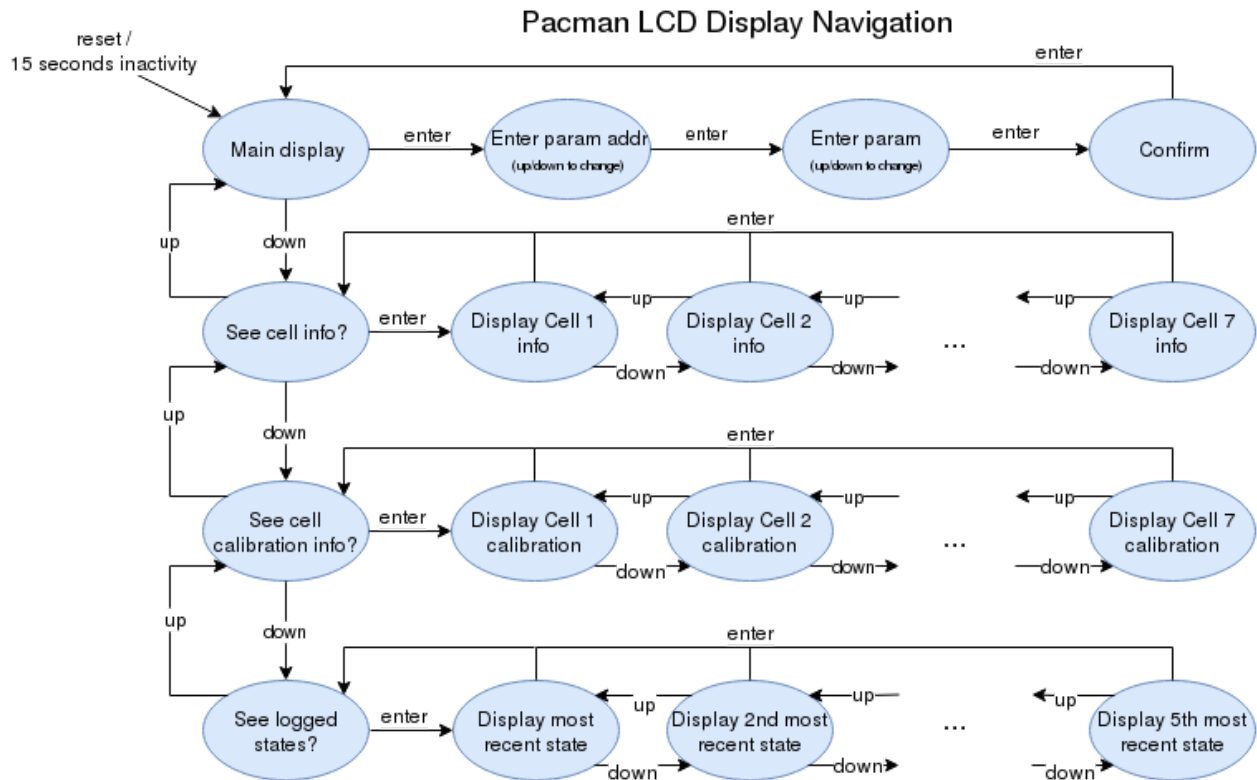 Pacman LCD Display Navigation
reset /
15 seconds inactivity
enter
Main display
enter
Enter param addr
(up/down to change)
enter
Enter param
(up/down to change)
enter
Confirm
up
down
enter
See cell info?
enter
Display Cell 1
info
up
down
Display Cell 2
info
up
down
...
up
down
Display Cell 7
info
up
down
enter
See cell
calibration info?
enter
Display Cell 1
calibration
up
down
Display Cell 2
calibration
up
down
...
up
down
Display Cell 7
calibration
up
down
enter
See logged
states?
enter
Display most
recent state
up
down
Display 2nd most
recent state
up
down
...
up
down
Display 5th most
recent state